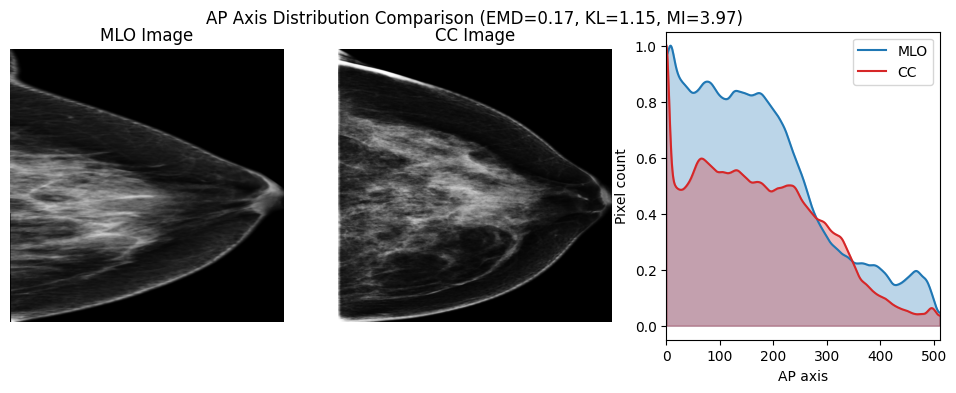 AP Axis Distribution Comparison (EMD=0.17, KL=1.15, MI=3.97)
MLO Image
CC Image
MLO
CC
Pixel count
1.0
0.8
0.6
0.4
0.2
0.0
0 100 200 300 400 500
AP axis